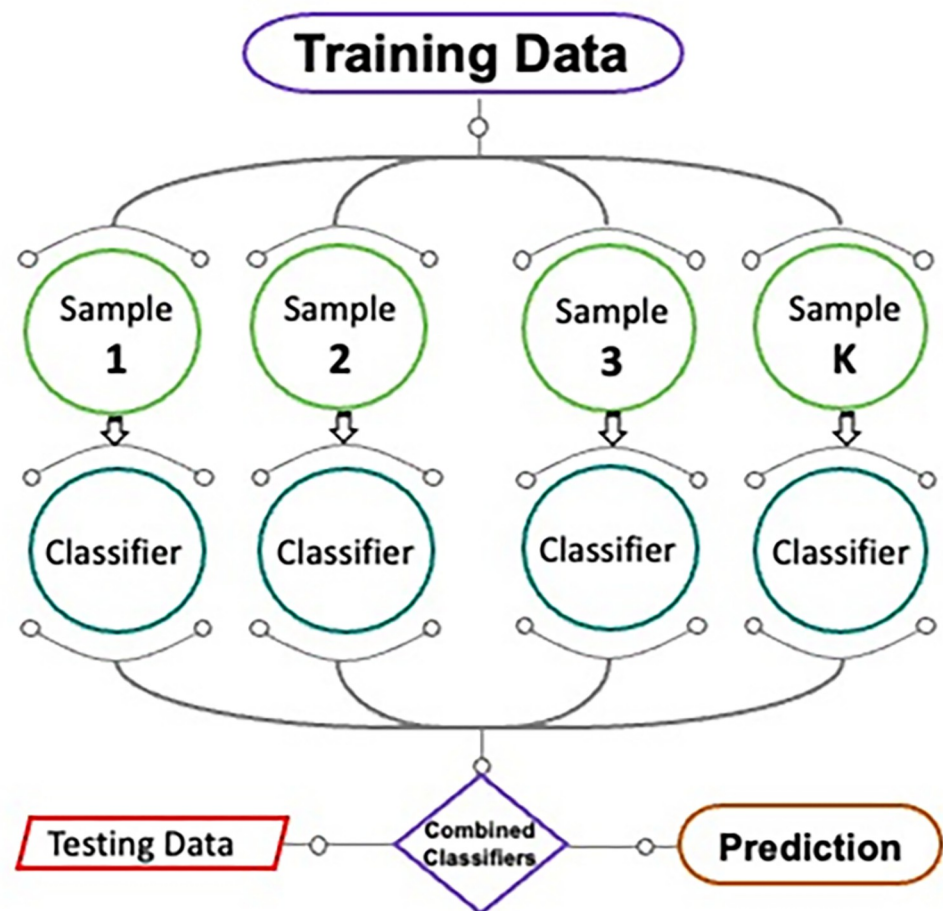 Training Data
Sample
1
Sample
2
Sample
3
Sample
K
Classifier
Classifier
Classifier
Classifier
Testing Data
Combined
Classifiers
Prediction